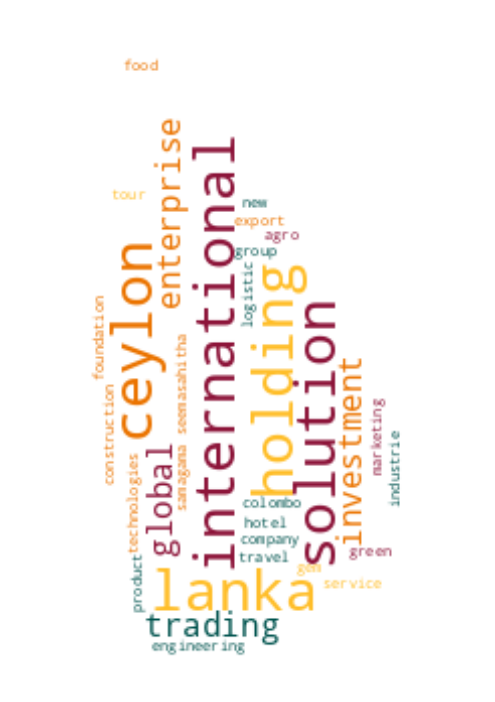 food
tour
enterprise
international
new
export
agro
group
logistic
ceylon
holding
solution
foundation
seemasahitha
construction
investment
marketing
industrie
samagama
global
technologies
colombo
hotel
company
travel
green
product
gem
lanka
service
trading
engineering